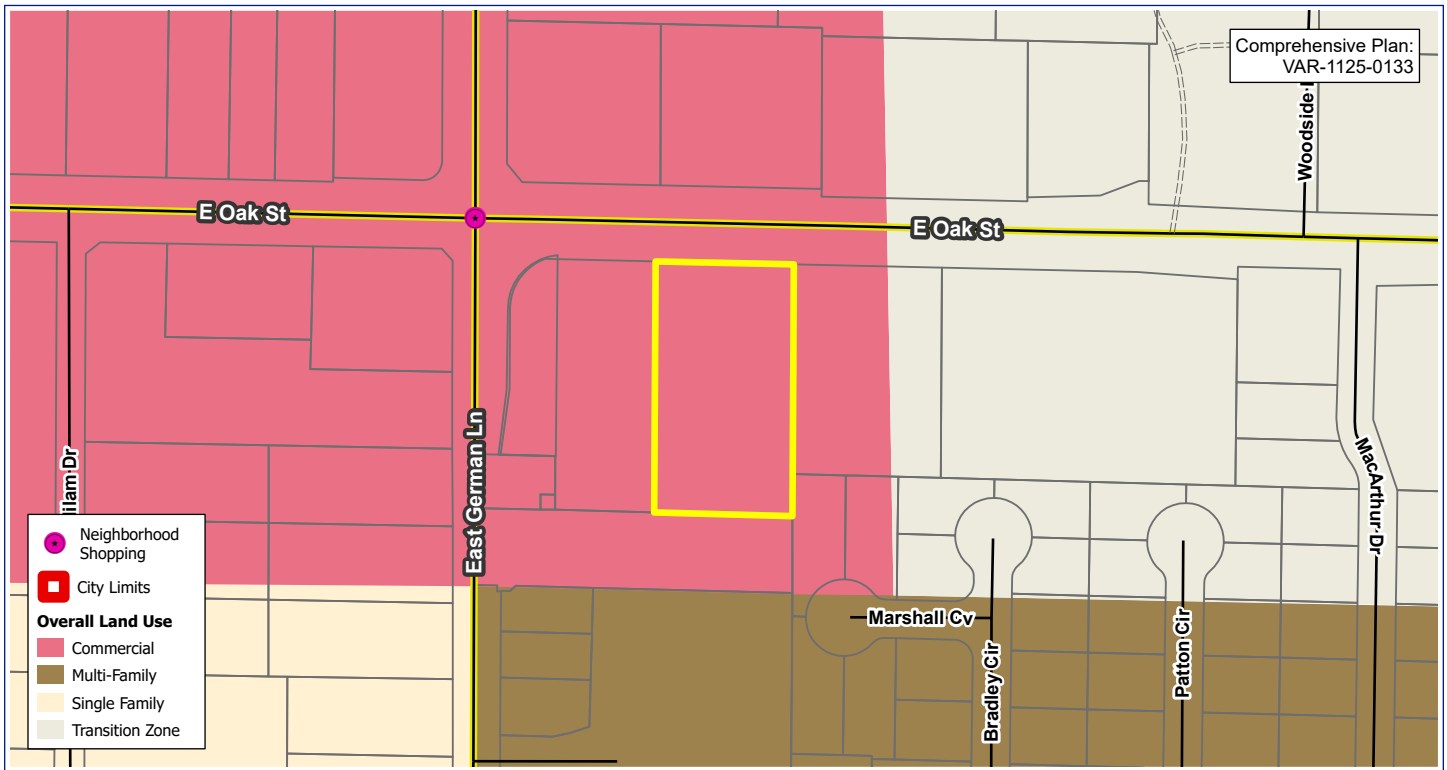 Comprehensive Plan:
VAR-1125-0133
Woodside
E Oak St
E Oak St
East German Ln
MacArthur Dr
Marshall Cv
Bradley Cir
Patton Cir
Neighborhood
Shopping
City Limits
Overall Land Use
Commercial
Multi-Family
Single Family
Transition Zone